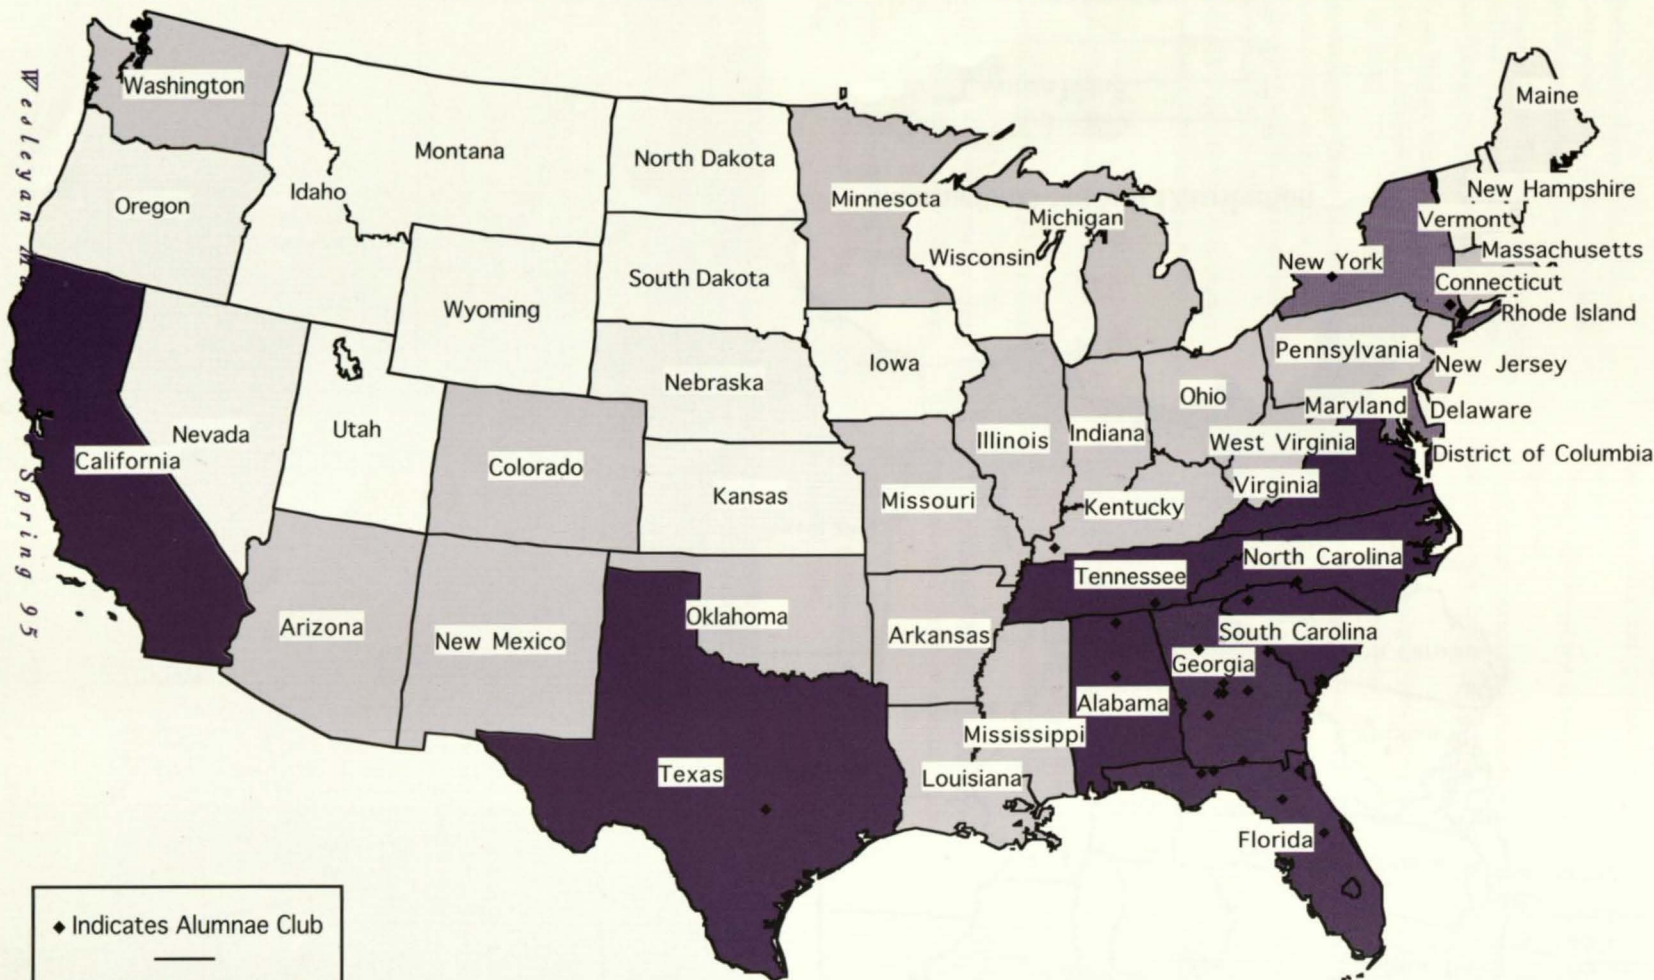 Wesleyan
Spring 95
Washington
Maine
Montana
North Dakota
Idaho
New Hampshire
Minnesota
Oregon
Michigan
Vermont
Massachusetts
Wisconsin
New York
South Dakota
Connecticut
Wyoming
Rhode Island
Pennsylvania
Iowa
New Jersey
Nebraska
Ohio
Maryland
Delaware
Utah
Nevada
Indiana
Illinois
West Virginia
District of Columbia
California
Colorado
Virginia
Kansas
Missouri
Kentucky
North Carolina
Tennessee
Oklahoma
Arizona
Arkansas
South Carolina
New Mexico
Georgia
Alabama
Mississippi
Texas
Louisiana
Florida
Indicates Alumnae Club